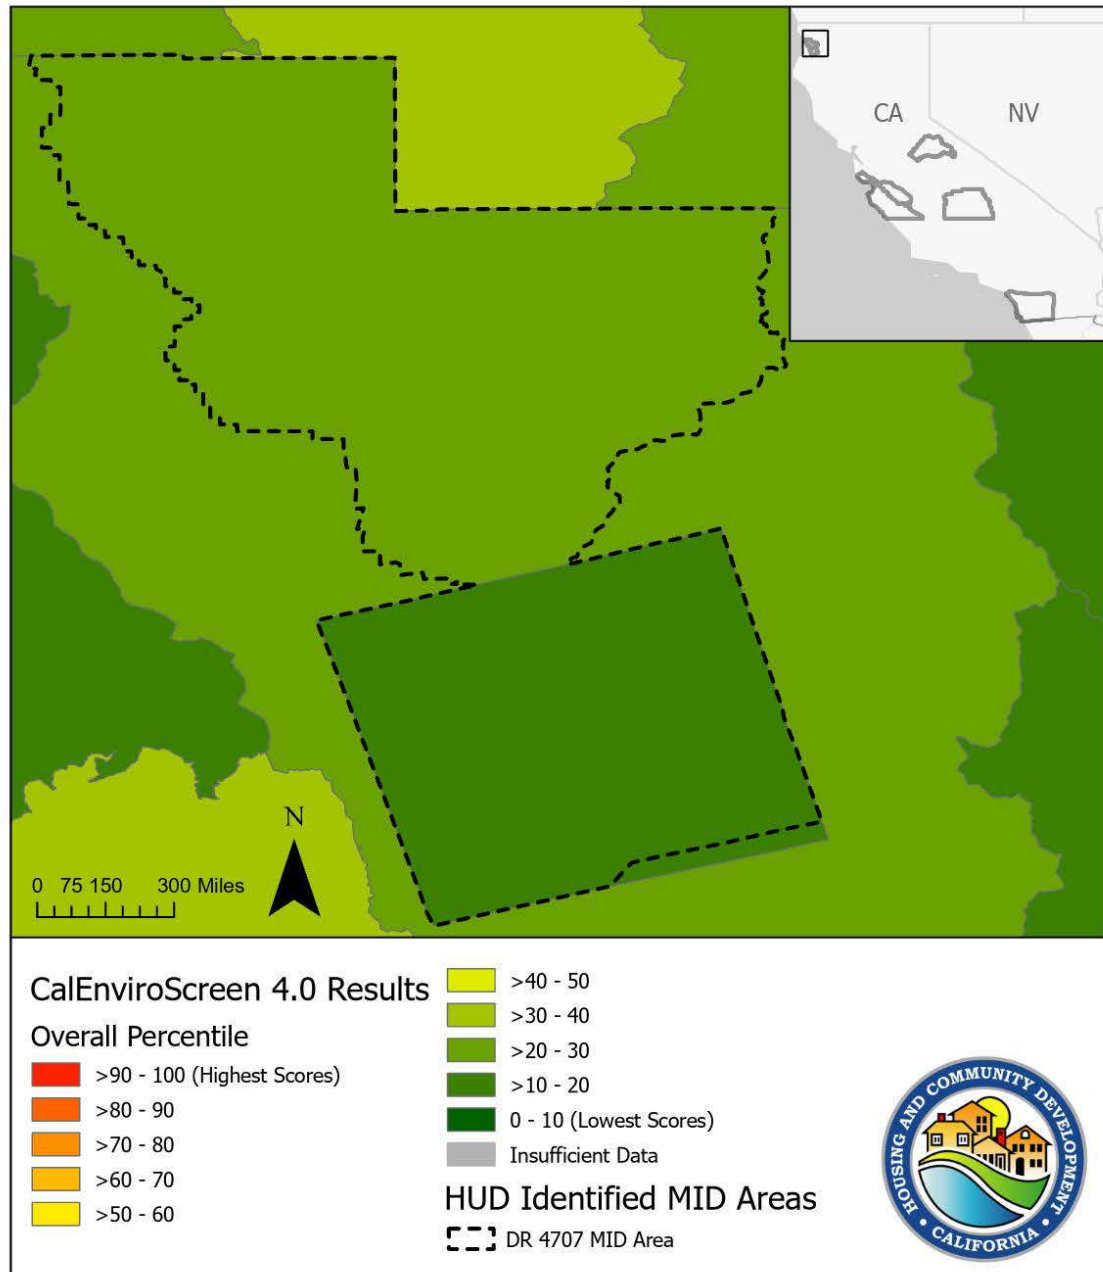 CA
NV
N
0 75 150 300 Miles
CalEnviroScreen 4.0 Results
Overall Percentile
>90 - 100 (Highest Scores)
>80 - 90
>70 - 80
>60 - 70
>50 - 60
>40 - 50
>30 - 40
>20 - 30
>10 - 20
0 - 10 (Lowest Scores)
Insufficient Data
HUD Identified MID Areas
DR 4707 MID Area
HOUSING AND COMMUNITY DEVELOPMENT
• CALIFORNIA •